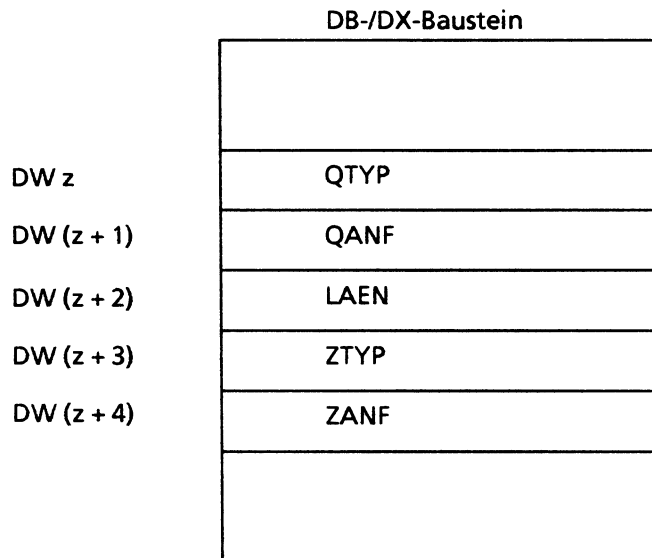 DB-/DX-Baustein
DW z QTYP
DW (z + 1) QANF
DW (z + 2) LAEN
DW (z + 3) ZTYP
DW (z + 4) ZANF